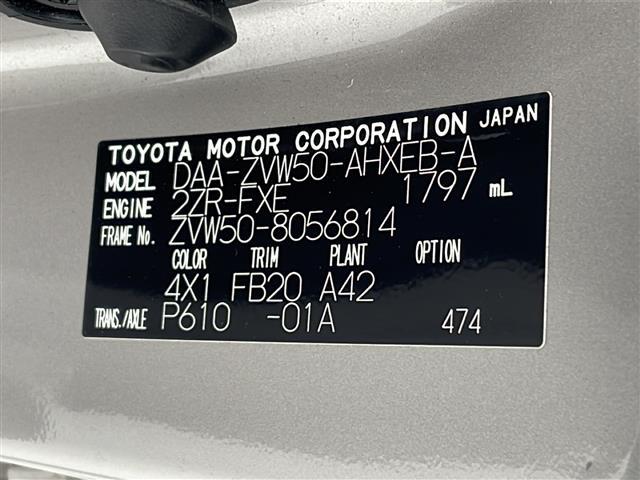 TOYOTA MOTOR CORPORATION JAPAN
MODEL DAA-ZVW50-AHXEB-A
ENGINE 2ZR-FXE 1797 mL
FRAME No. ZVW50-8056814
COLOR TRIM PLANT OPTION
4X1 FB20 A42
TRANS./AXLE P610 -01A 474